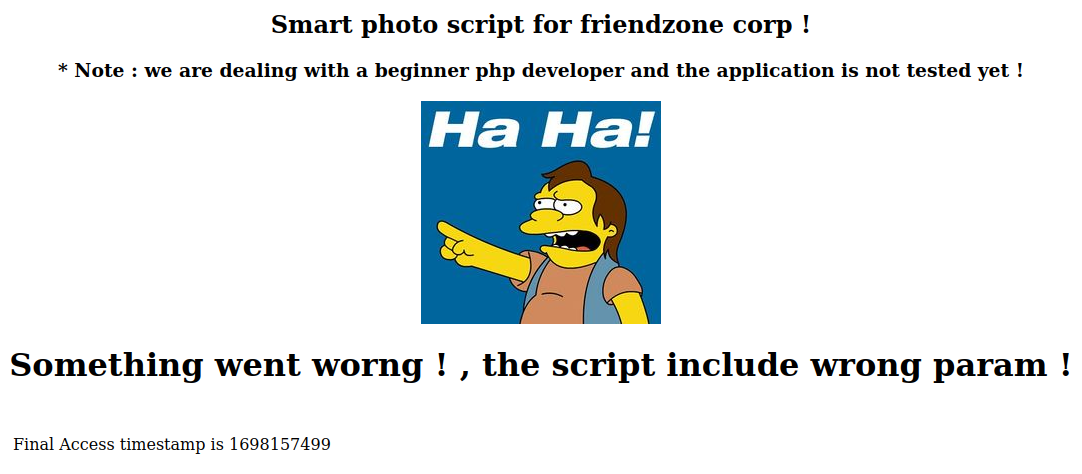 Smart photo script for friendzone corp !
* Note : we are dealing with a beginner php developer and the application is not tested yet !
Ha Ha!
Something went worng ! , the script include wrong param !
Final Access timestamp is 1698157499